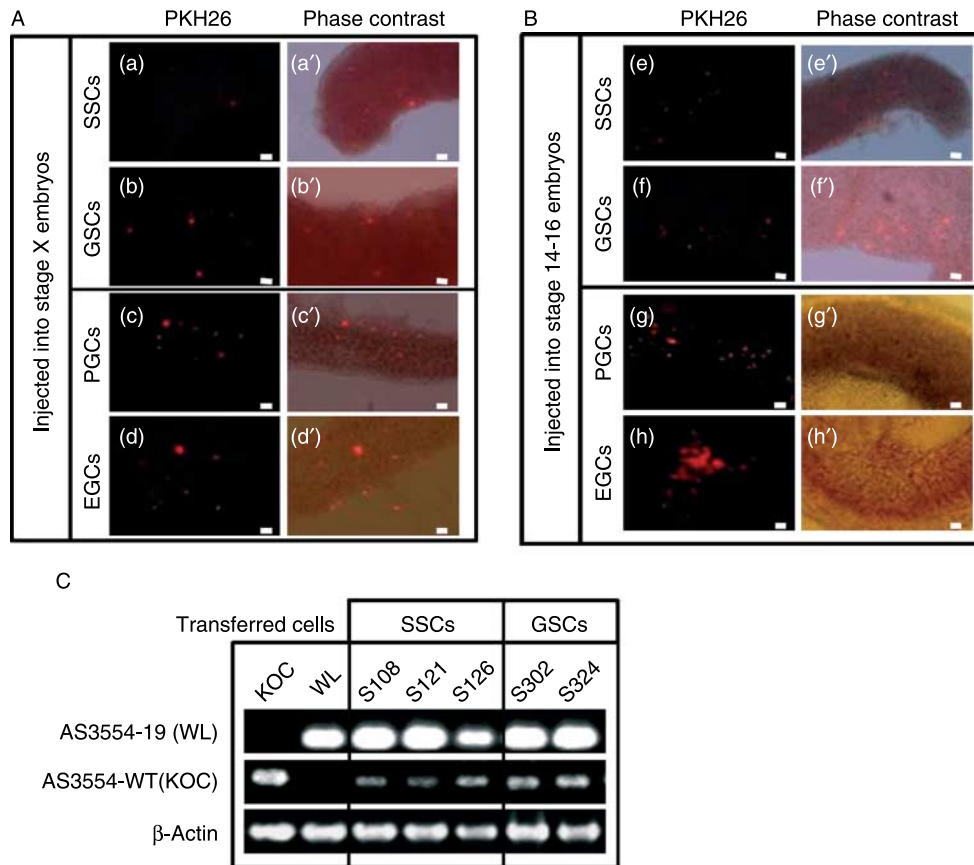 A
PKH26 Phase contrast
Injected into stage X embryos
SSCs (a) (a′)
GSCs (b) (b′)
PGCs (c) (c′)
EGCs (d) (d′)
B
PKH26 Phase contrast
Injected into stage 14-16 embryos
SSCs (e) (e′)
GSCs (f) (f′)
PGCs (g) (g′)
EGCs (h) (h′)
C
Transferred cells SSCs GSCs
KOC WL S108 S121 S126 S302 S324
AS3554-19 (WL)
AS3554-WT(KOC)
β-Actin